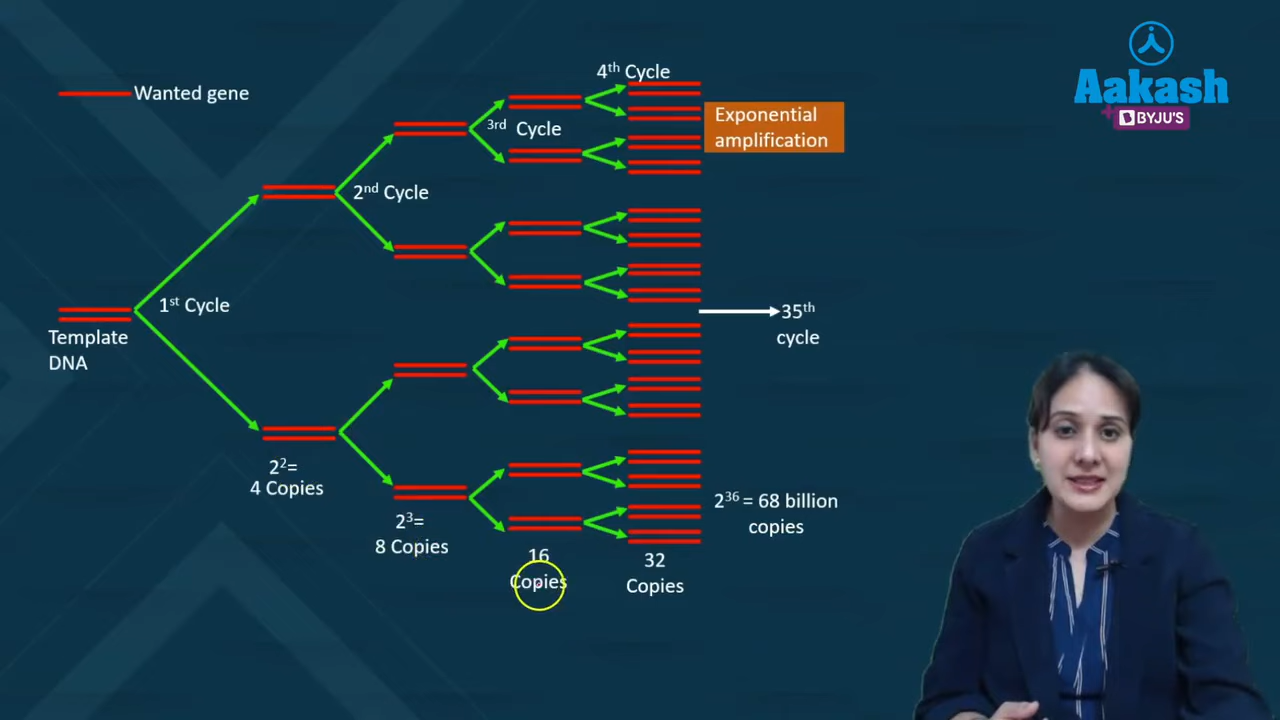 4th Cycle
Wanted gene
Aakash
BYJU'S
Exponential
amplification
3rd Cycle
2nd Cycle
1st Cycle
35th
cycle
Template
DNA
2²=
4 Copies
2³=
8 Copies
2³⁶ = 68 billion
copies
16
Copies
32
Copies